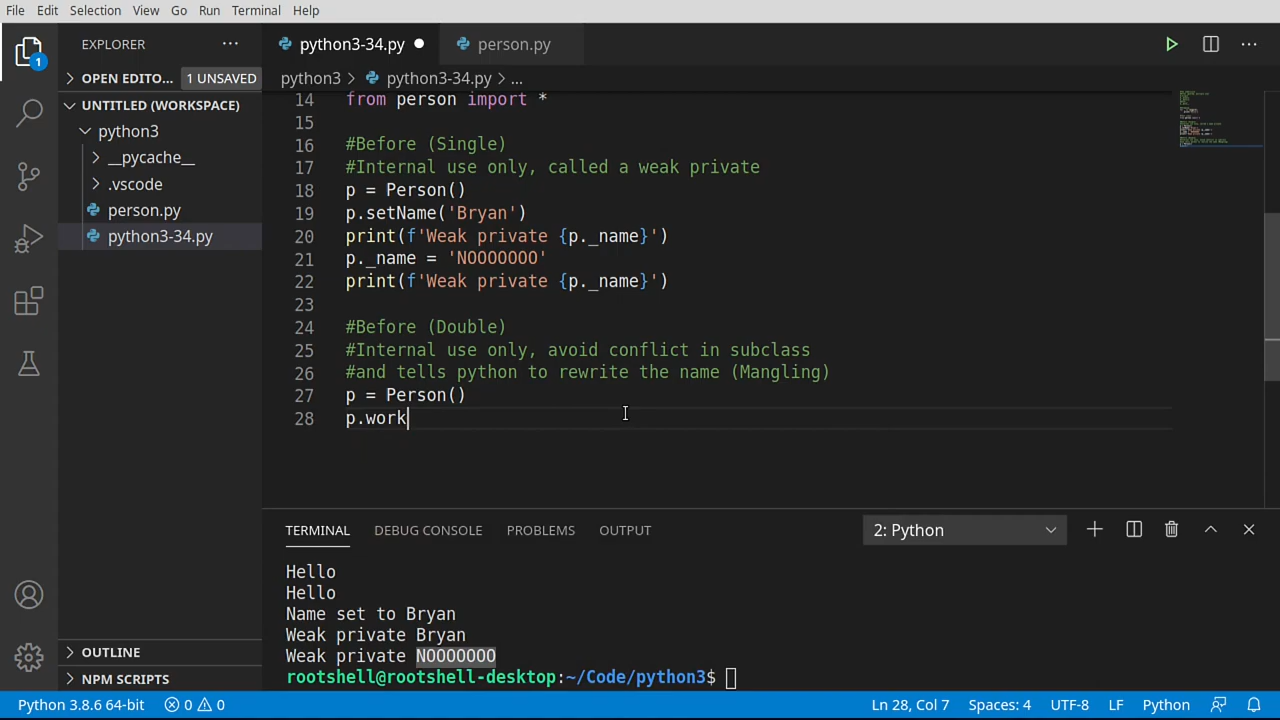 File Edit Selection View Go Run Terminal Help
EXPLORER
python3-34.py
person.py
1
OPEN EDITO... 1 UNSAVED
python3 > python3-34.py > ...
UNTITLED (WORKSPACE)
python3
__pycache__
.vscode
person.py
python3-34.py
14 from person import *
15
16 #Before (Single)
17 #Internal use only, called a weak private
18 p = Person()
19 p.setName('Bryan')
20 print(f'Weak private {p._name}')
21 p._name = 'NOOOOOOO'
22 print(f'Weak private {p._name}')
23
24 #Before (Double)
25 #Internal use only, avoid conflict in subclass
26 #and tells python to rewrite the name (Mangling)
27 p = Person()
28 p.work
TERMINAL DEBUG CONSOLE PROBLEMS OUTPUT 2: Python
Hello
Hello
Name set to Bryan
Weak private Bryan
Weak private NOOOOOOO
rootshell@rootshell-desktop:~/Code/python3$
OUTLINE
NPM SCRIPTS
Python 3.8.6 64-bit 0 0 Ln 28, Col 7 Spaces: 4 UTF-8 LF Python